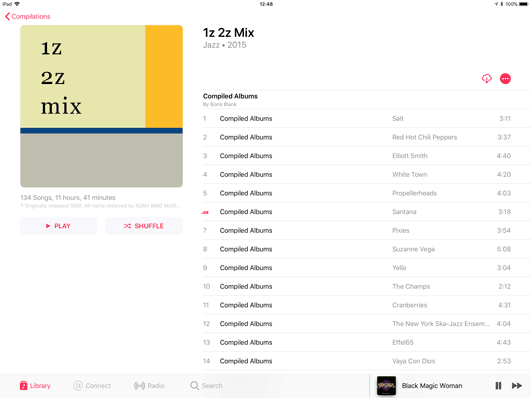 iPad 12:48 100%
Compilations
1z
2z
mix
1z 2z Mix
Jazz • 2015
Compiled Albums
By Boris Blank
1 Compiled Albums Salt 3:11
2 Compiled Albums Red Hot Chili Peppers 3:37
3 Compiled Albums Elliott Smith 4:40
4 Compiled Albums White Town 4:20
5 Compiled Albums Propellerheads 4:03
Compiled Albums Santana 3:18
7 Compiled Albums Pixies 3:54
8 Compiled Albums Suzanne Vega 5:08
9 Compiled Albums Yello 3:04
10 Compiled Albums The Champs 2:12
11 Compiled Albums Cranberries 4:31
12 Compiled Albums The New York Ska-Jazz Ensem... 4:04
13 Compiled Albums Eiffel65 4:43
14 Compiled Albums Vaya Con Dios 2:53
134 Songs, 11 hours, 41 minutes
℗ Originally released 1959. All rights reserved by SONY BMG MUS...
PLAY SHUFFLE
Library Connect Radio Search Black Magic Woman